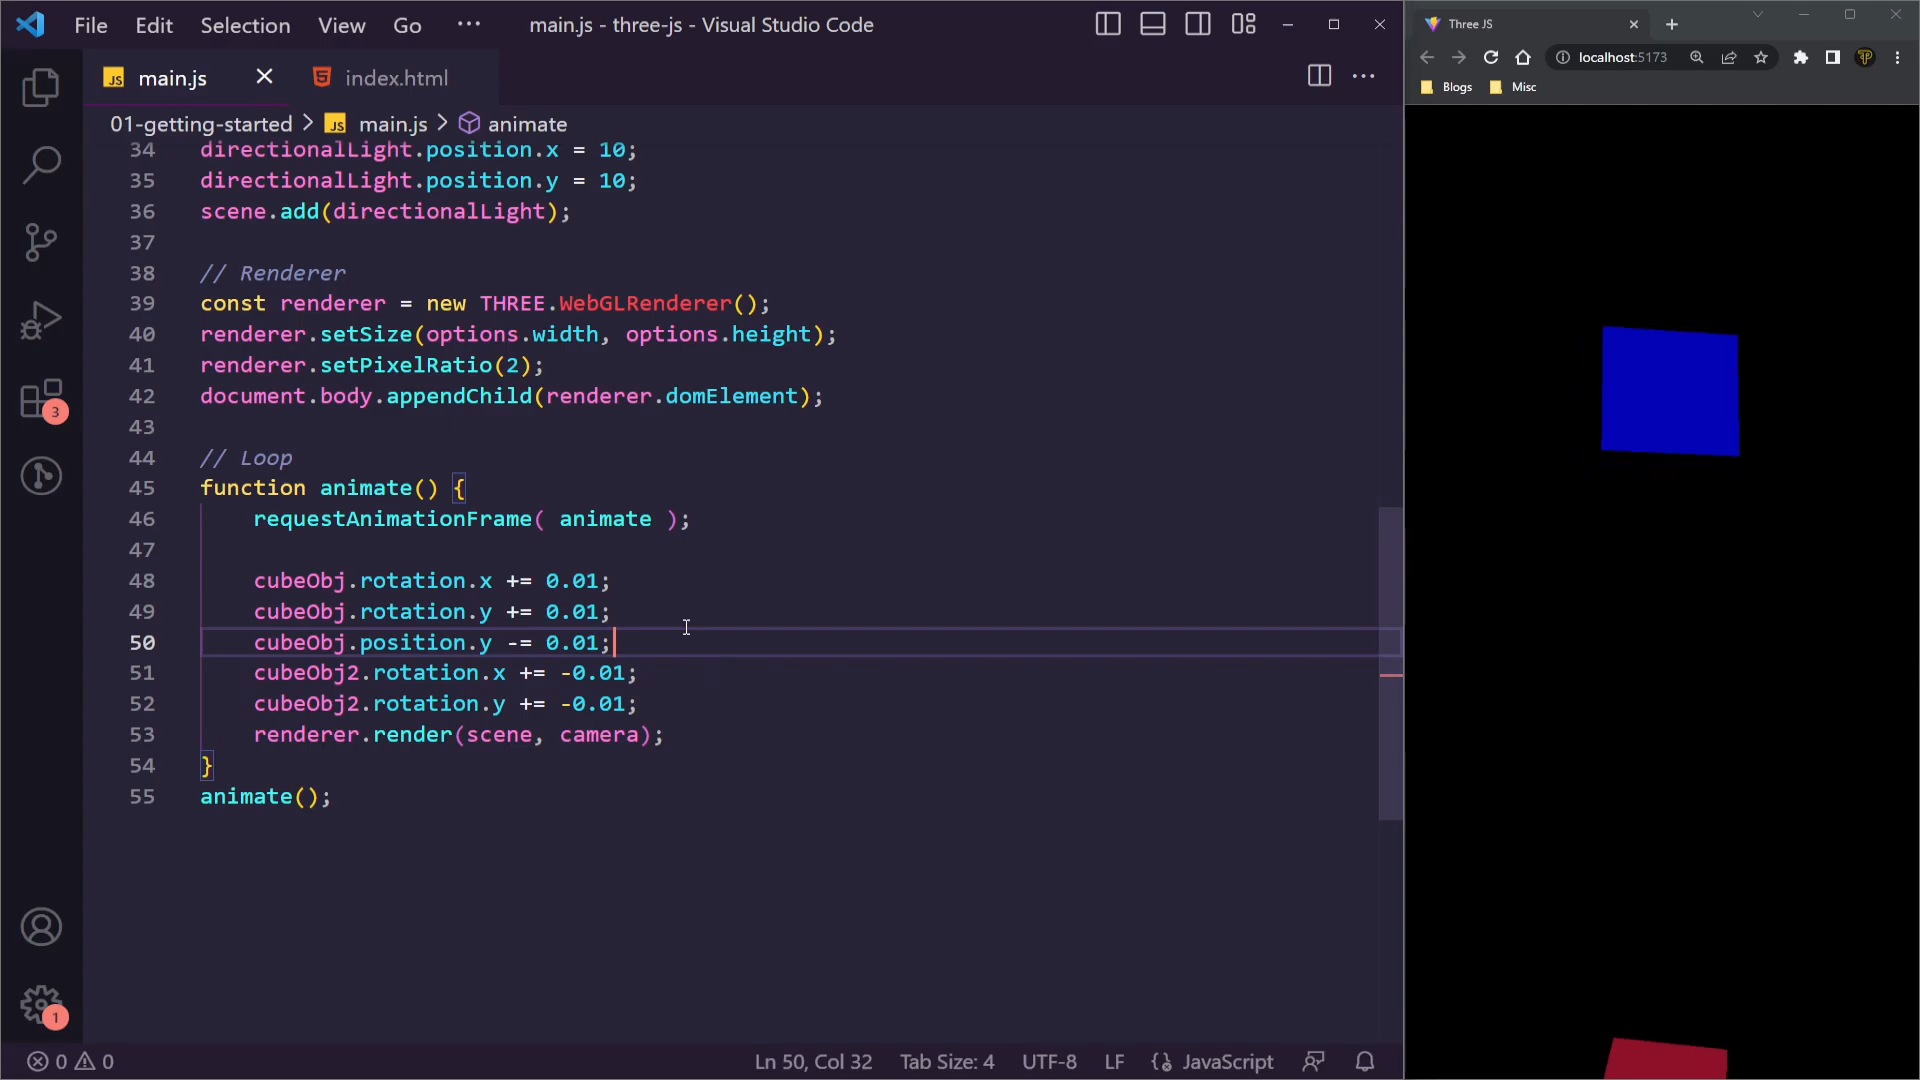 File Edit Selection View Go ··· main.js - three-js - Visual Studio Code
JS main.js index.html
01-getting-started > JS main.js > animate
34 directionalLight.position.x = 10;
35 directionalLight.position.y = 10;
36 scene.add(directionalLight);
37
38 // Renderer
39 const renderer = new THREE.WebGLRenderer();
40 renderer.setSize(options.width, options.height);
41 renderer.setPixelRatio(2);
42 document.body.appendChild(renderer.domElement);
43
44 // Loop
45 function animate() {
46 requestAnimationFrame( animate );
47
48 cubeObj.rotation.x += 0.01;
49 cubeObj.rotation.y += 0.01;
50 cubeObj.position.y -= 0.01;
51 cubeObj2.rotation.x += -0.01;
52 cubeObj2.rotation.y += -0.01;
53 renderer.render(scene, camera);
54 }
55 animate();
3
1
0 0 Ln 50, Col 32 Tab Size: 4 UTF-8 LF JavaScript
Three JS
localhost:5173
Blogs Misc